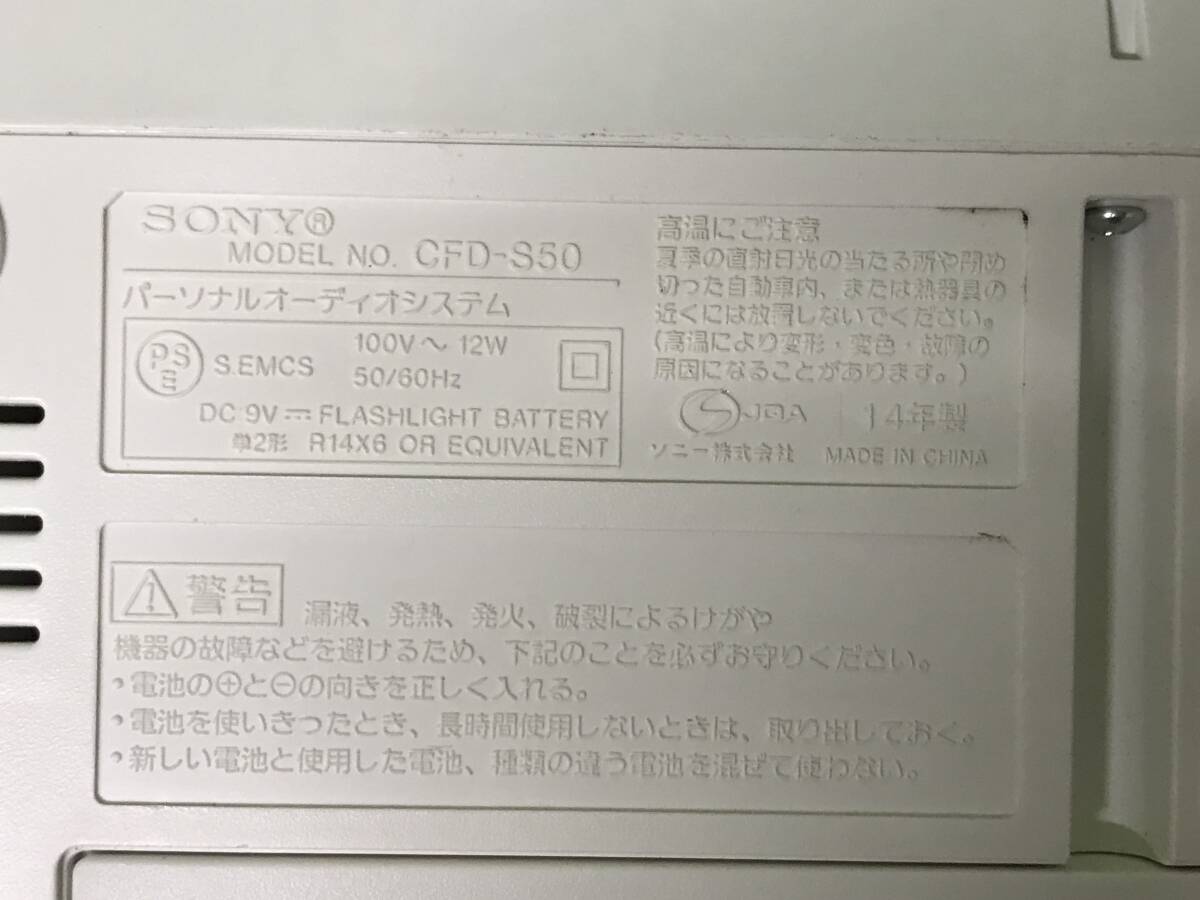 SONY®
MODEL NO. CFD-S50
パーソナルオーディオシステム
PSE S.EMCS 100V～12W
50/60Hz
DC 9V⎓FLASHLIGHT BATTERY
単2形 R14X6 OR EQUIVALENT
高温にご注意
夏季の直射日光の当たる所や閉め
切った自動車内、または熱器具の
近くには放置しないでください。
(高温により変形・変色・故障の
原因になることがあります。)
S JQA 14年製
ソニー株式会社 MADE IN CHINA
⚠警告 漏液、発熱、発火、破裂によるけがや
機器の故障などを避けるため、下記のことを必ずお守りください。
・電池の⊕と⊖の向きを正しく入れる。
・電池を使いきったとき、長時間使用しないときは、取り出しておく。
・新しい電池と使用した電池、種類の違う電池を混ぜて使わない。